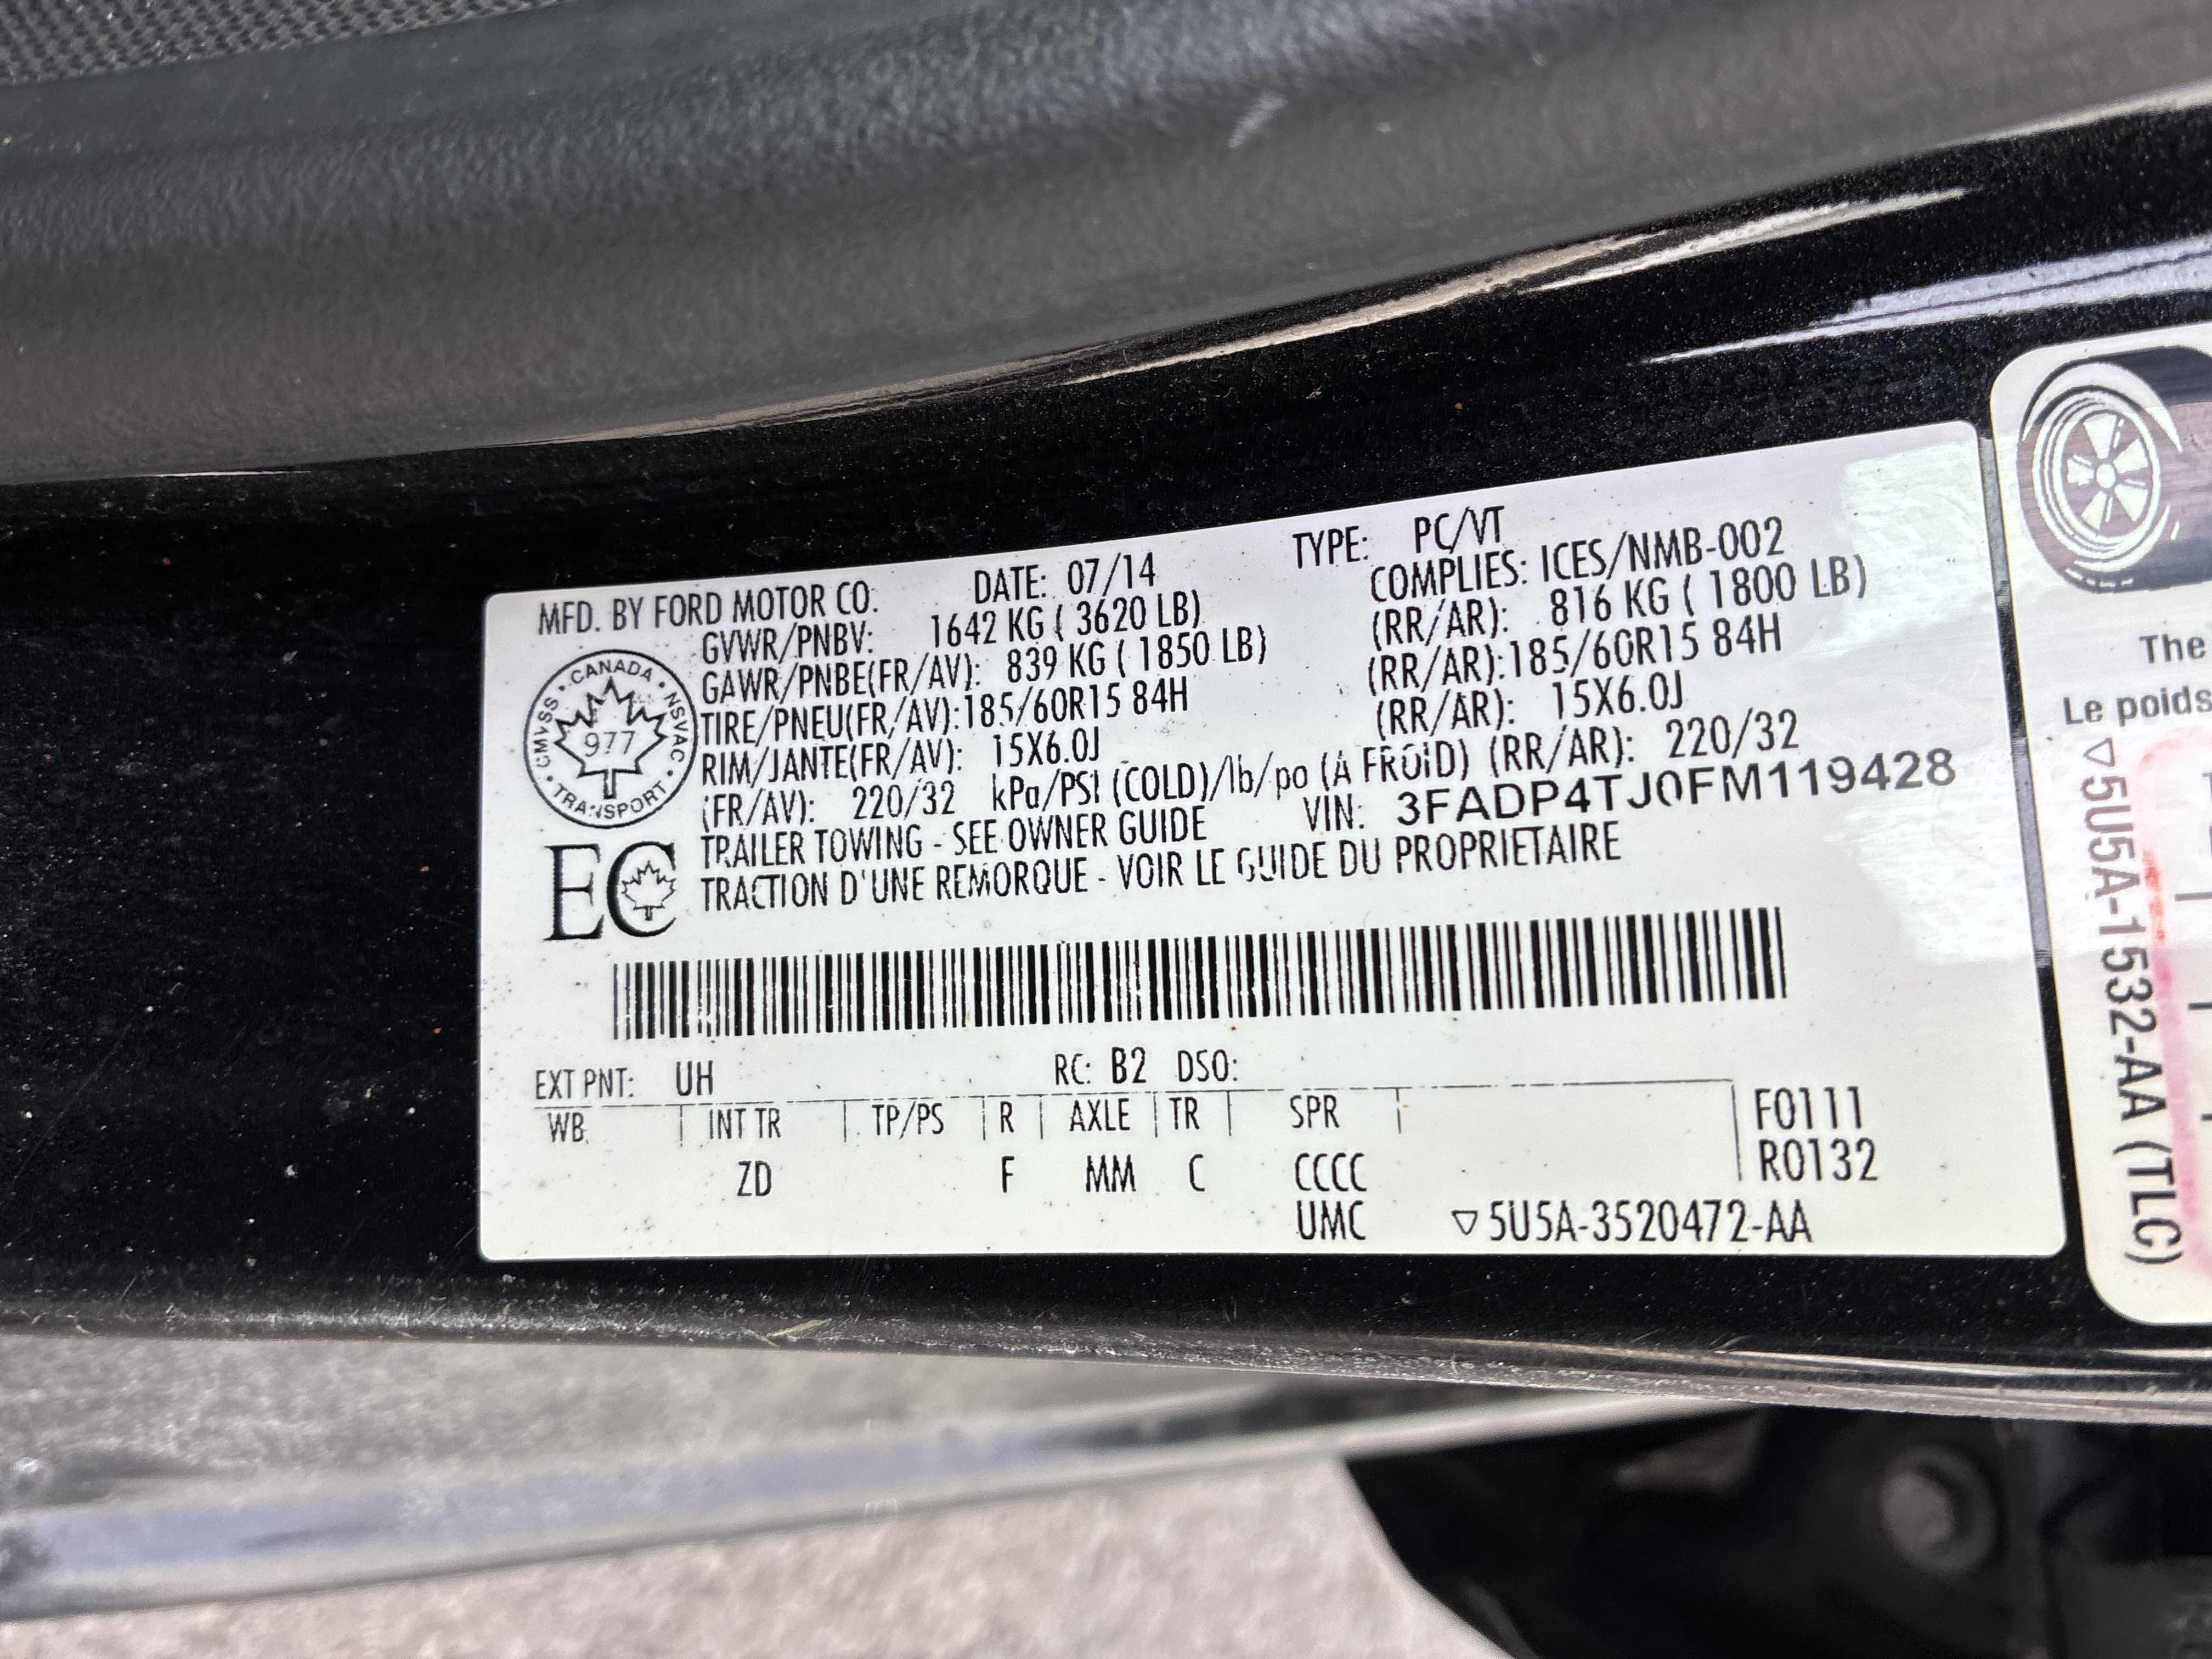 MFD. BY FORD MOTOR CO. DATE: 07/14 TYPE: PC/VT
GVWR/PNBV: 1642 KG ( 3620 LB) COMPLIES: ICES/NMB-002
GAWR/PNBE(FR/AV): 839 KG ( 1850 LB) (RR/AR): 816 KG ( 1800 LB)
TIRE/PNEU(FR/AV):185/60R15 84H (RR/AR):185/60R15 84H
RIM/JANTE(FR/AV): 15X6.0J (RR/AR): 15X6.0J
(FR/AV): 220/32 kPa/PSI (COLD)/lb/po (A FROID) (RR/AR): 220/32
TRAILER TOWING - SEE OWNER GUIDE VIN: 3FADP4TJ0FM119428
TRACTION D'UNE REMORQUE - VOIR LE GUIDE DU PROPRIETAIRE
CANADA • NSVAC • TRANSPORT • CMVSS
977
EC
EXT PNT: UH RC: B2 DSO:
WB INT TR TP/PS R AXLE TR SPR F0111
ZD F MM C CCCC R0132
UMC 5U5A-3520472-AA
The
Le poids
5U5A-1532-AA (TLC)